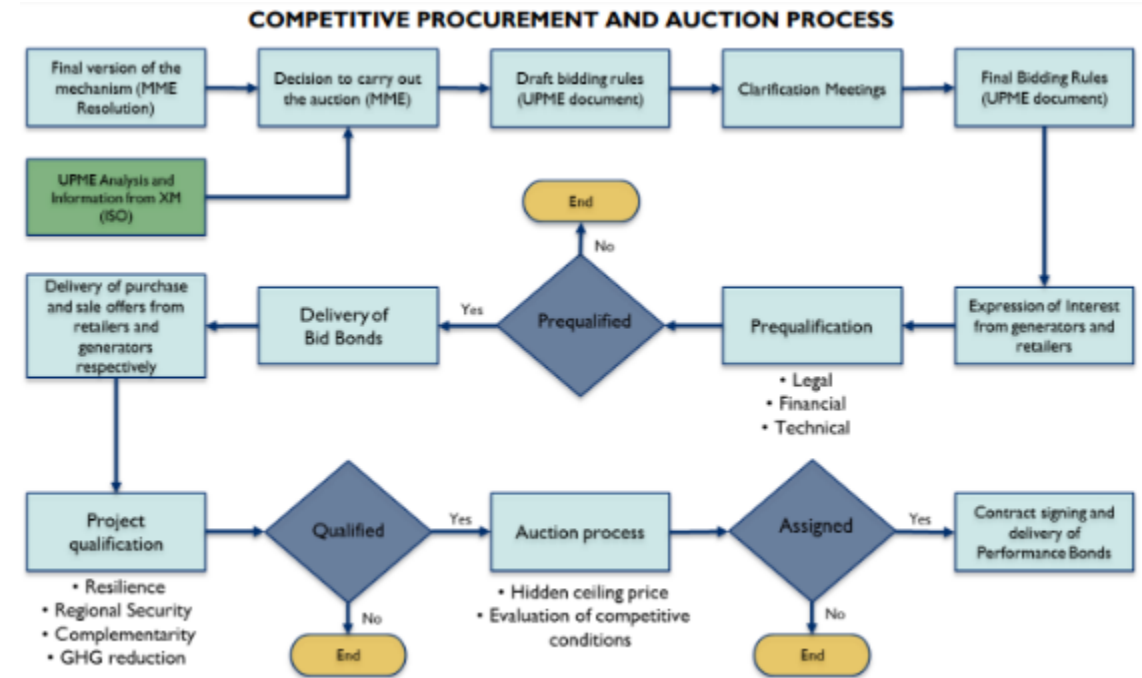 COMPETITIVE PROCUREMENT AND AUCTION PROCESS
Final version of the
mechanism (MME
Resolution)
Decision to carry out
the auction (MME)
Draft bidding rules
(UPME document)
Clarification Meetings
Final Bidding Rules
(UPME document)
UPME Analysis and
Information from XM
(ISO)
End
No
Delivery of purchase
and sale offers from
retailers and
generators
respectively
Delivery of
Bid Bonds
Yes
Prequalified
Prequalification
Expression of Interest
from generators and
retailers
• Legal
• Financial
• Technical
Project
qualification
Qualified
Yes
Auction process
Assigned
Yes
Contract signing and
delivery of
Performance Bonds
• Resilience
• Regional Security
• Complementarity
• GHG reduction
No
End
• Hidden ceiling price
• Evaluation of competitive
conditions
No
End